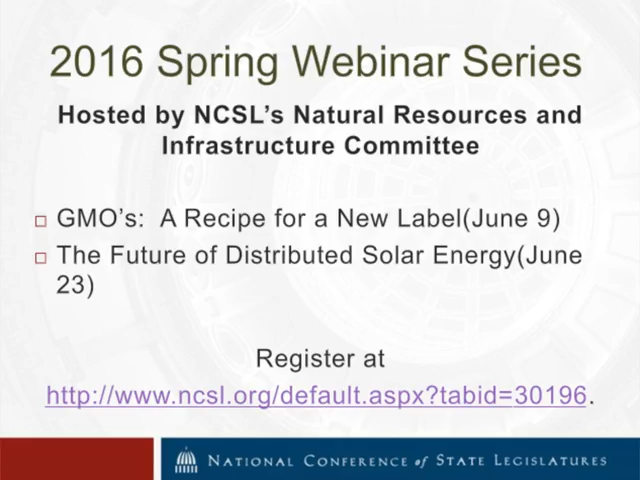 2016 Spring Webinar Series
Hosted by NCSL's Natural Resources and
Infrastructure Committee
GMO's:  A Recipe for a New Label(June 9)
The Future of Distributed Solar Energy(June
23)
Register at
http://www.ncsl.org/default.aspx?tabid=30196.
NATIONAL CONFERENCE of STATE LEGISLATURES